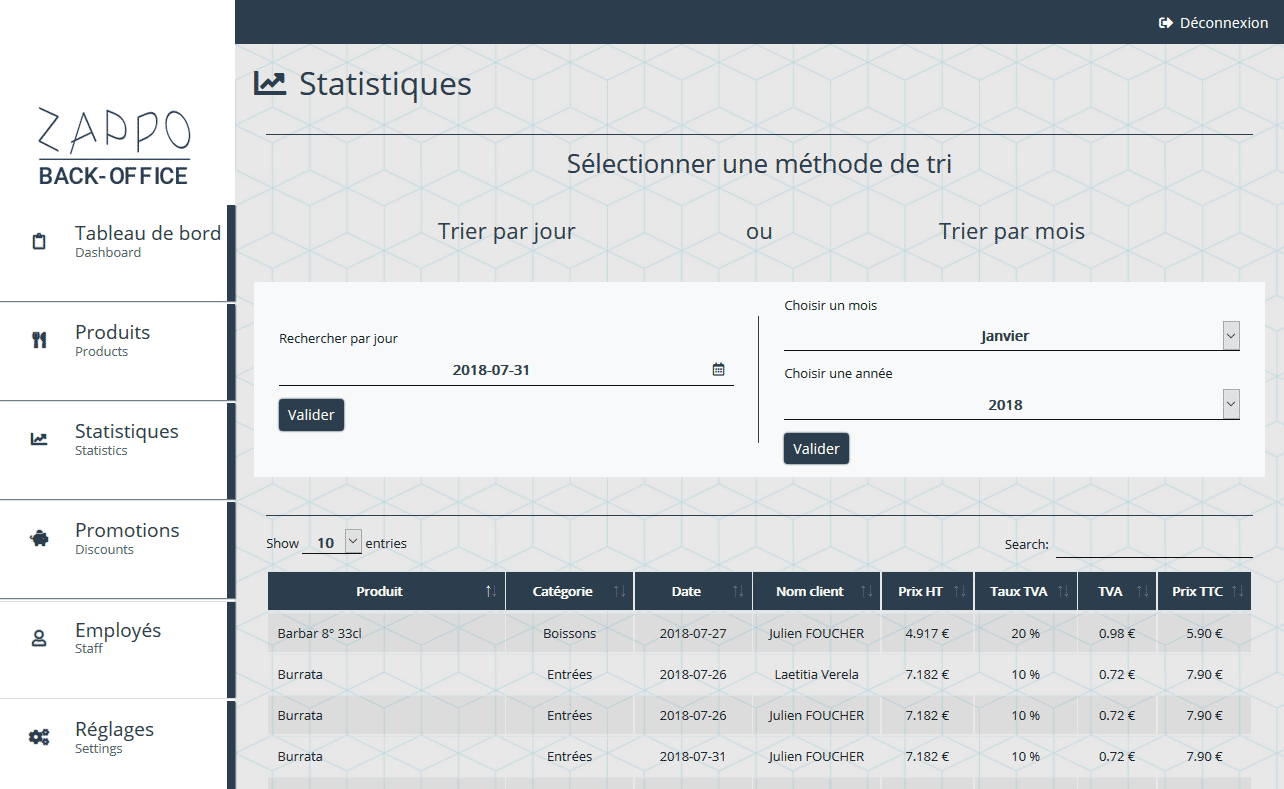 Déconnexion
ZAPPO
BACK-OFFICE
Tableau de bord
Dashboard
Produits
Products
Statistiques
Statistics
Promotions
Discounts
Employés
Staff
Réglages
Settings
Statistiques
Sélectionner une méthode de tri
Trier par jour ou Trier par mois
Rechercher par jour
2018-07-31
Valider
Choisir un mois
Janvier
Choisir une année
2018
Valider
Show 10 entries Search:
Produit Catégorie Date Nom client Prix HT Taux TVA TVA Prix TTC
Barbar 8° 33cl Boissons 2018-07-27 Julien FOUCHER 4.917 € 20 % 0.98 € 5.90 €
Burrata Entrées 2018-07-26 Laetitia Verela 7.182 € 10 % 0.72 € 7.90 €
Burrata Entrées 2018-07-26 Julien FOUCHER 7.182 € 10 % 0.72 € 7.90 €
Burrata Entrées 2018-07-31 Julien FOUCHER 7.182 € 10 % 0.72 € 7.90 €